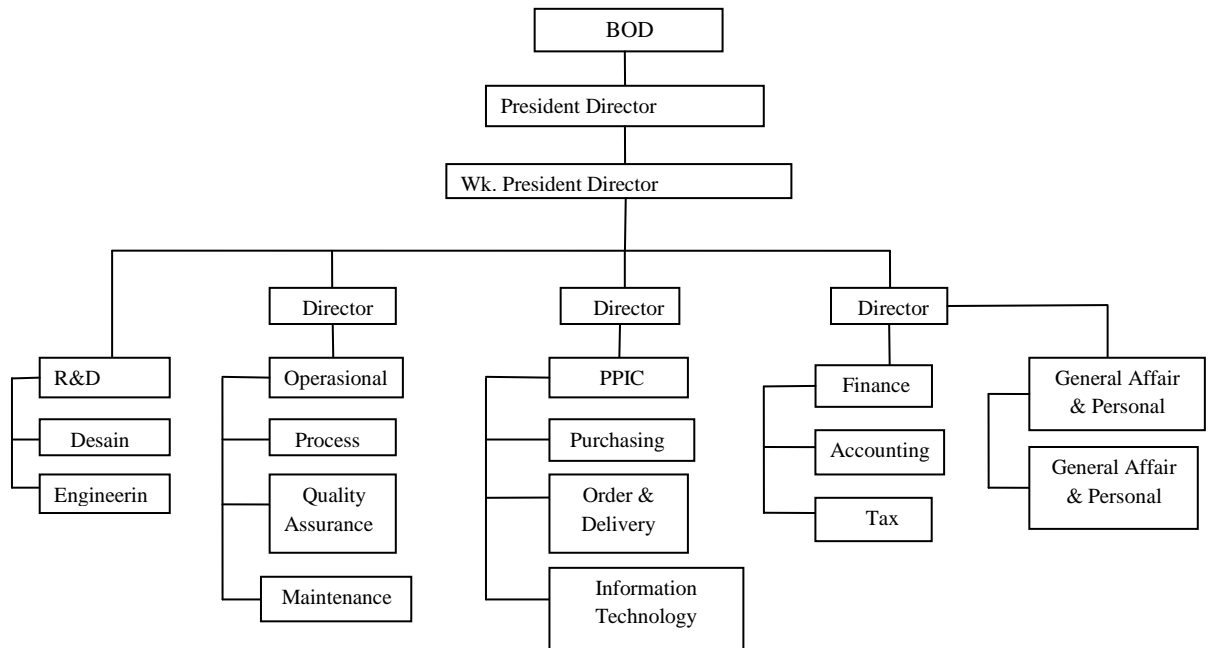 BOD
President Director
Wk. President Director
Director
Director
Director
R&D
Operasional
PPIC
Finance
General Affair
& Personal
Desain
Process
Purchasing
Accounting
General Affair
& Personal
Engineerin
Quality
Assurance
Order &
Delivery
Tax
Maintenance
Information
Technology